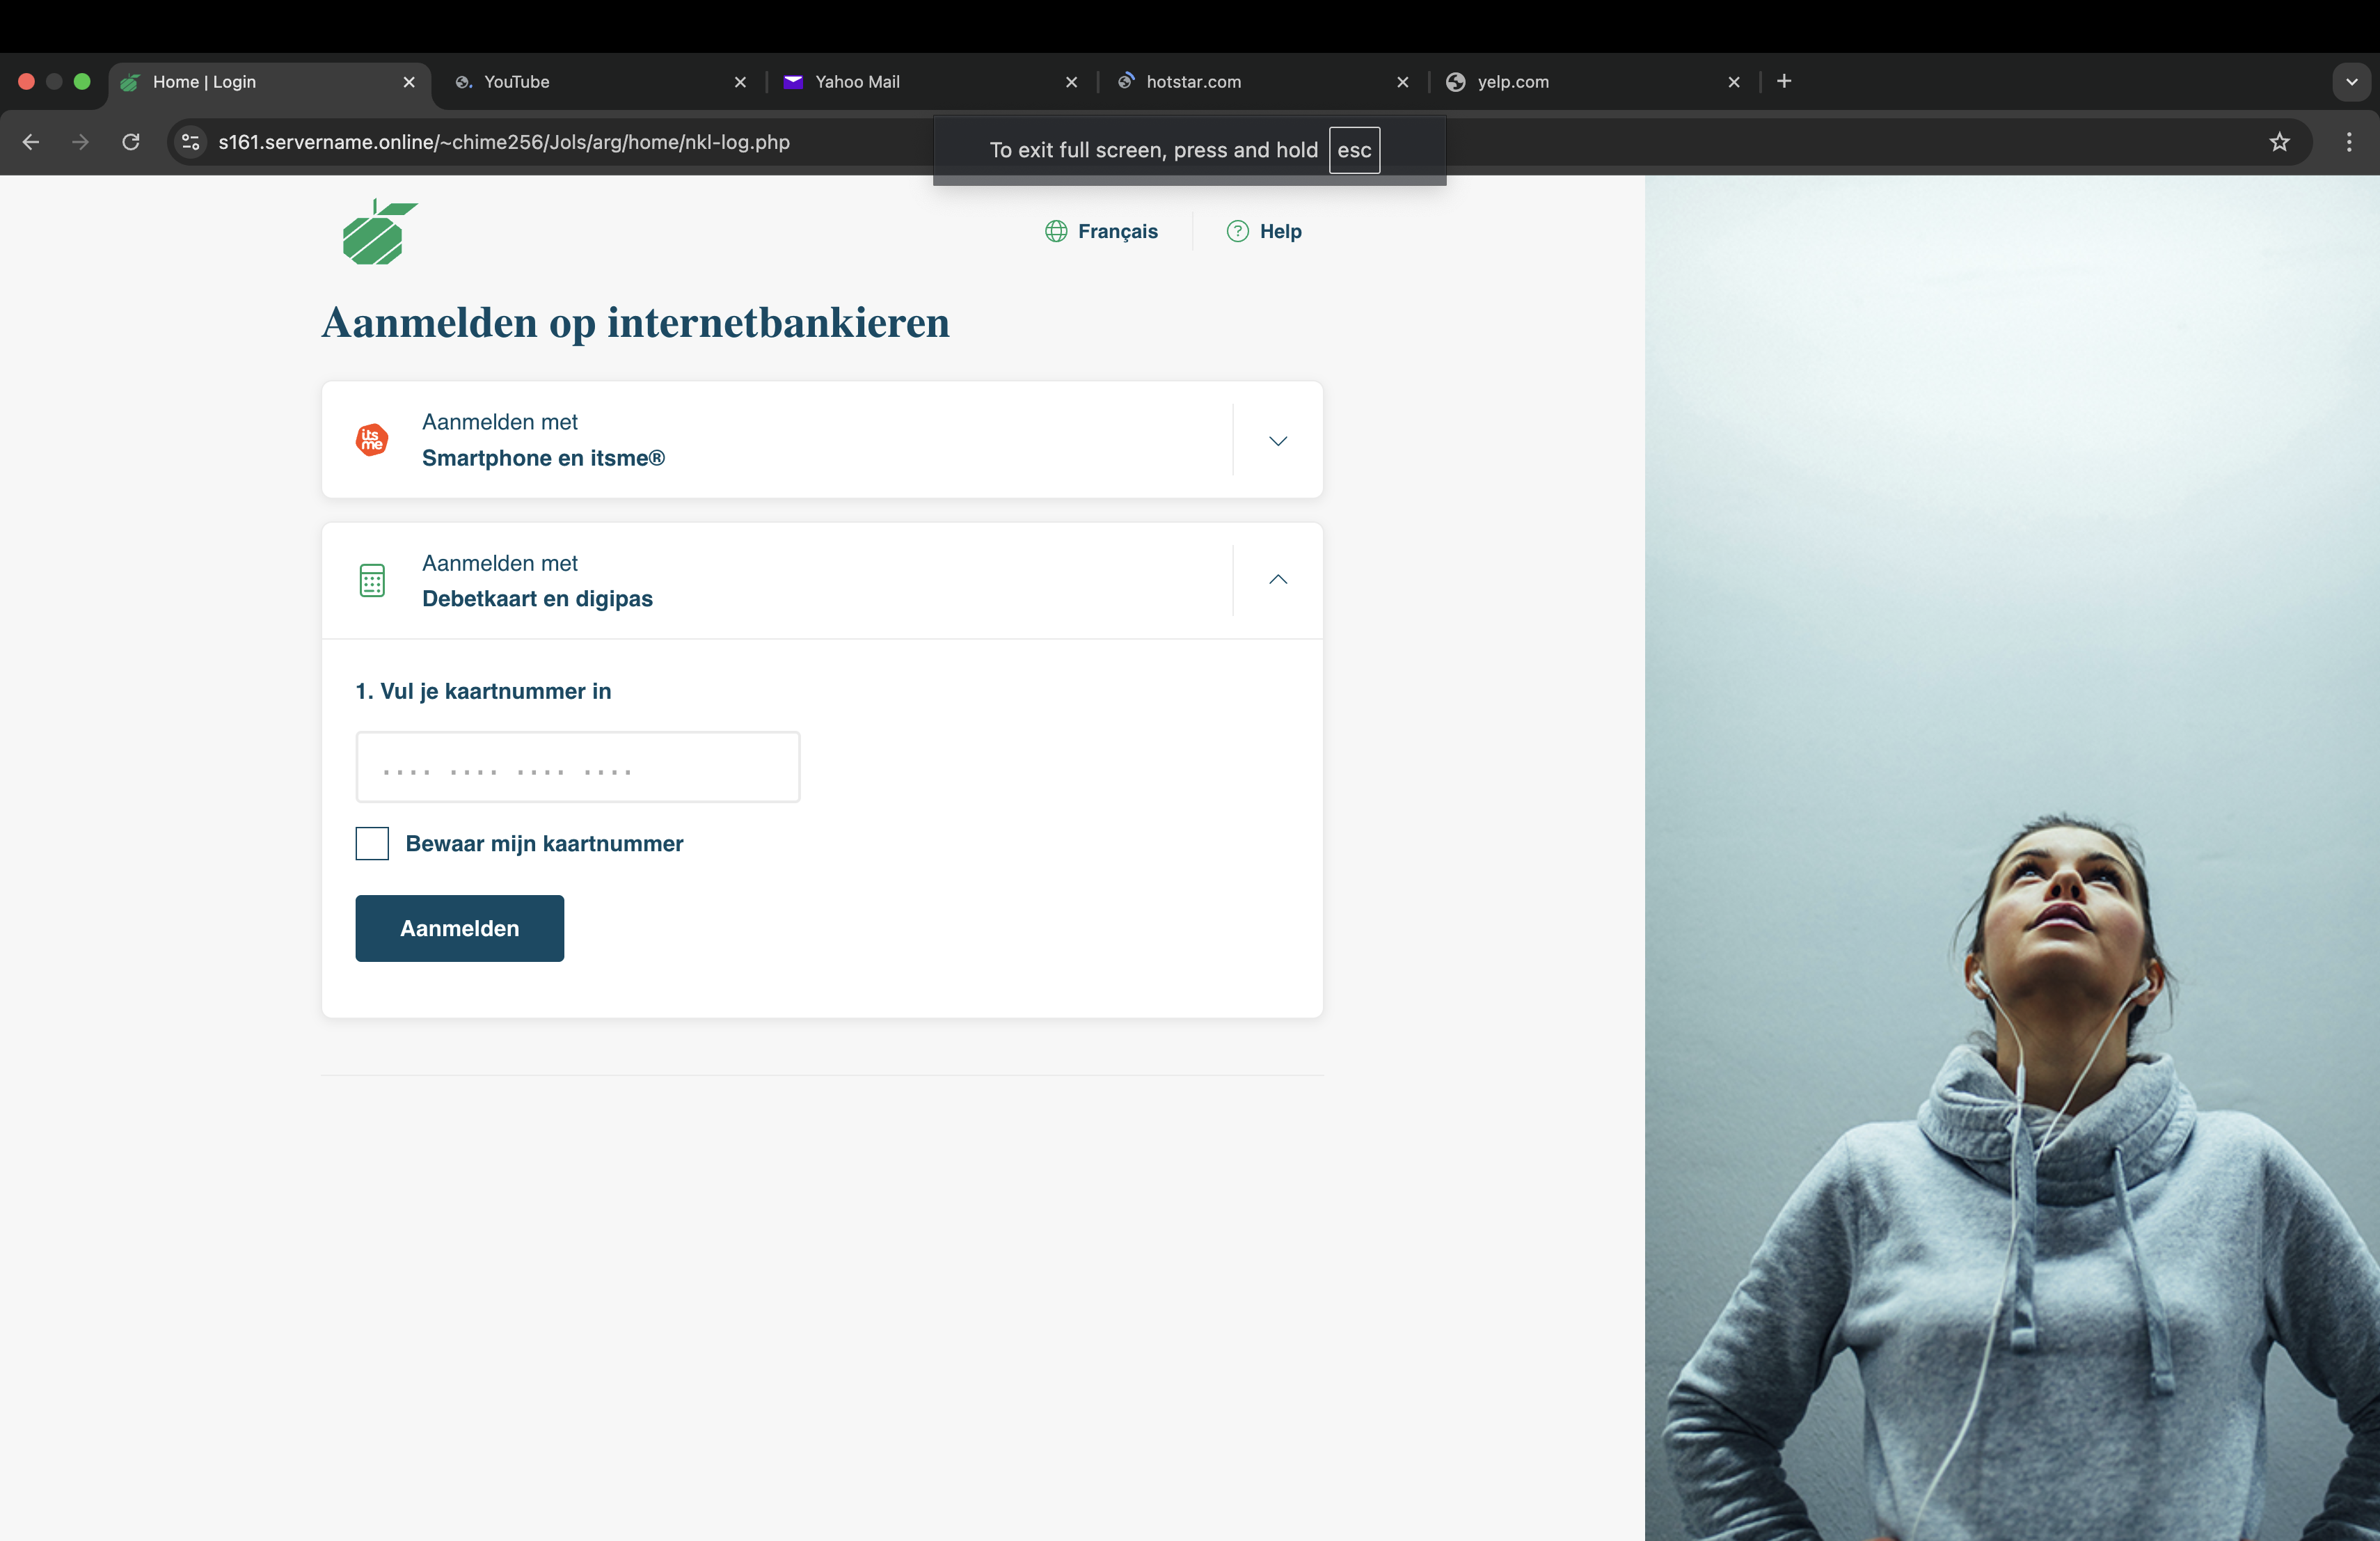 Home | Login
YouTube
Yahoo Mail
hotstar.com
yelp.com
s161.servername.online/~chime256/Jols/arg/home/nkl-log.php
To exit full screen, press and hold esc
Français
? Help
Aanmelden op internetbankieren
its
me
Aanmelden met
Smartphone en itsme®
Aanmelden met
Debetkaart en digipas
1. Vul je kaartnummer in
Bewaar mijn kaartnummer
Aanmelden